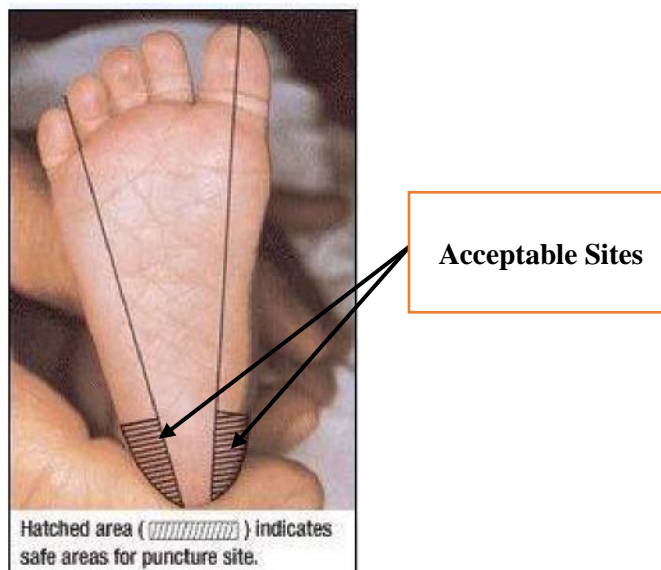 Acceptable Sites
Hatched area ( ) indicates
safe areas for puncture site.